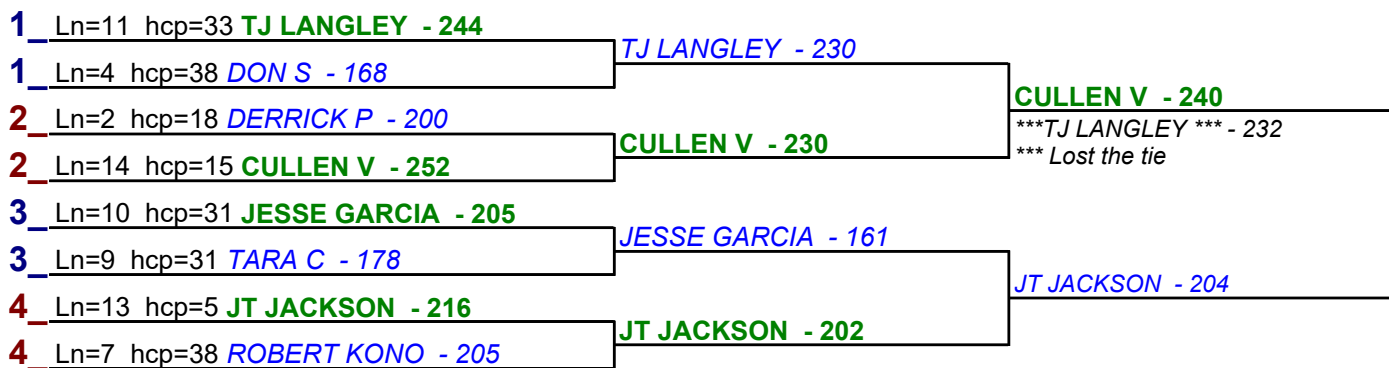 1_ Ln=11 hcp=33 TJ LANGLEY - 244
TJ LANGLEY - 230
1_ Ln=4 hcp=38 DON S - 168
CULLEN V - 240
2_ Ln=2 hcp=18 DERRICK P - 200
***TJ LANGLEY *** - 232
CULLEN V - 230
*** Lost the tie
2_ Ln=14 hcp=15 CULLEN V - 252
3_ Ln=10 hcp=31 JESSE GARCIA - 205
JESSE GARCIA - 161
3_ Ln=9 hcp=31 TARA C - 178
JT JACKSON - 204
4_ Ln=13 hcp=5 JT JACKSON - 216
JT JACKSON - 202
4_ Ln=7 hcp=38 ROBERT KONO - 205